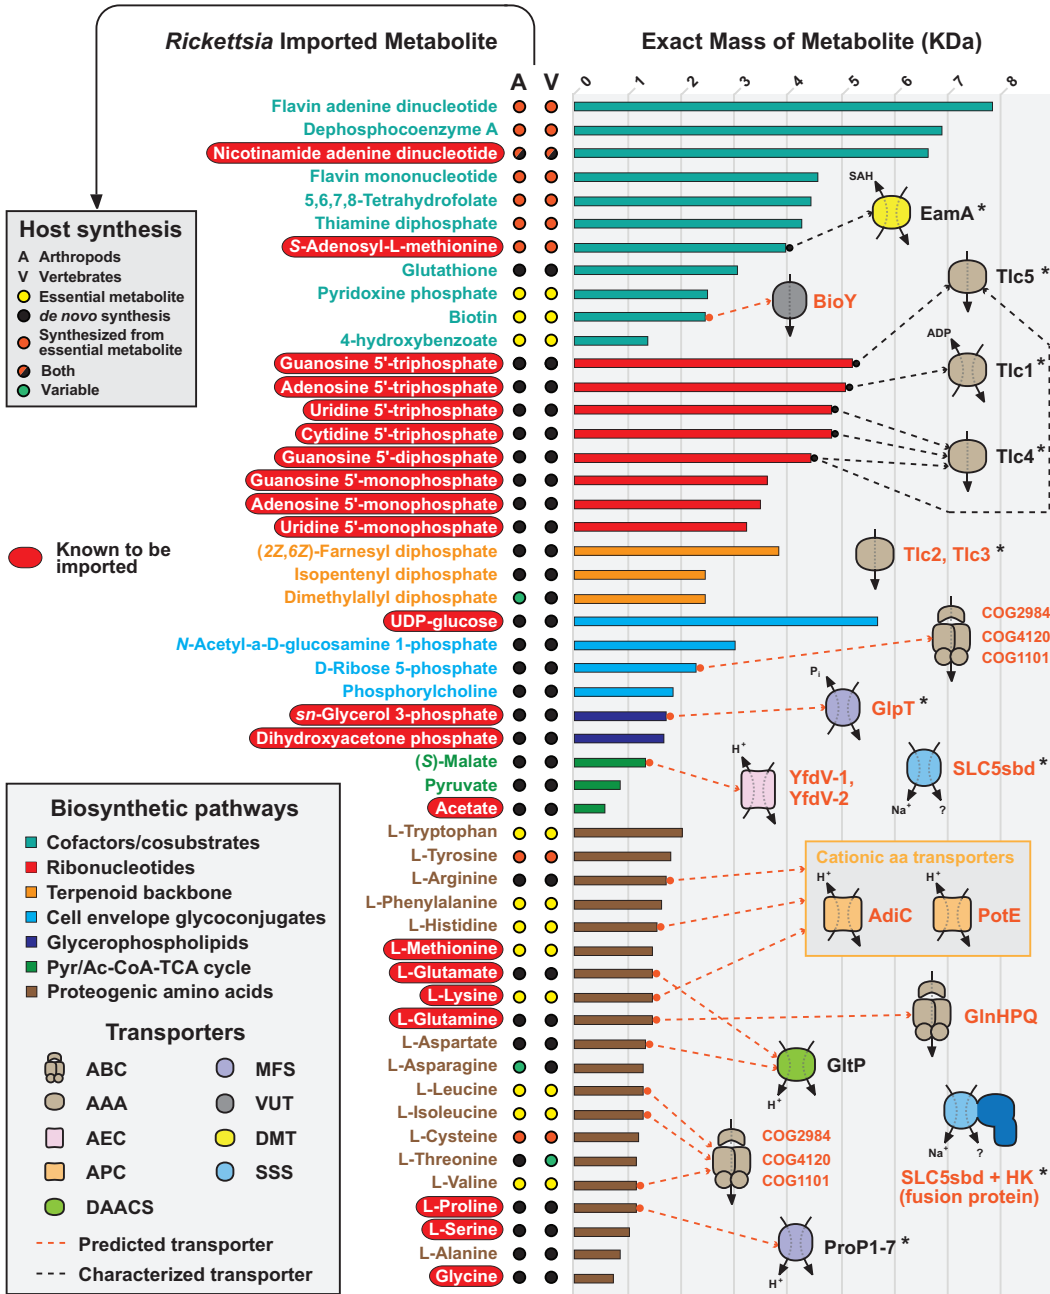 Rickettsia Imported Metabolite
Exact Mass of Metabolite (KDa)
A V
0 1 2 3 4 5 6 7 8
Flavin adenine dinucleotide
Dephosphocoenzyme A
Nicotinamide adenine dinucleotide
Flavin mononucleotide
5,6,7,8-Tetrahydrofolate
Thiamine diphosphate
S-Adenosyl-L-methionine
Glutathione
Pyridoxine phosphate
Biotin
4-hydroxybenzoate
Guanosine 5'-triphosphate
Adenosine 5'-triphosphate
Uridine 5'-triphosphate
Cytidine 5'-triphosphate
Guanosine 5'-diphosphate
Guanosine 5'-monophosphate
Adenosine 5'-monophosphate
Uridine 5'-monophosphate
(2Z,6Z)-Farnesyl diphosphate
Isopentenyl diphosphate
Dimethylallyl diphosphate
UDP-glucose
N-Acetyl-a-D-glucosamine 1-phosphate
D-Ribose 5-phosphate
Phosphorylcholine
sn-Glycerol 3-phosphate
Dihydroxyacetone phosphate
(S)-Malate
Pyruvate
Acetate
L-Tryptophan
L-Tyrosine
L-Arginine
L-Phenylalanine
L-Histidine
L-Methionine
L-Glutamate
L-Lysine
L-Glutamine
L-Aspartate
L-Asparagine
L-Leucine
L-Isoleucine
L-Cysteine
L-Threonine
L-Valine
L-Proline
L-Serine
L-Alanine
Glycine
Host synthesis
A Arthropods
V Vertebrates
Essential metabolite
de novo synthesis
Synthesized from
essential metabolite
Both
Variable
Known to be
imported
Biosynthetic pathways
Cofactors/cosubstrates
Ribonucleotides
Terpenoid backbone
Cell envelope glycoconjugates
Glycerophospholipids
Pyr/Ac-CoA-TCA cycle
Proteogenic amino acids
Transporters
ABC
MFS
AAA
VUT
AEC
DMT
APC
SSS
DAACS
Predicted transporter
Characterized transporter
SAH
EamA *
Tlc5 *
BioY
ADP
Tlc1 *
Tlc4 *
Tlc2, Tlc3 *
COG2984
COG4120
COG1101
Pi
GlpT *
H+
YfdV-1,
YfdV-2
SLC5sbd *
Na+ ?
Cationic aa transporters
H+ H+
AdiC PotE
GlnHPQ
GltP
H+
COG2984
COG4120
COG1101
Na+ ?
SLC5sbd + HK *
(fusion protein)
ProP1-7 *
H+